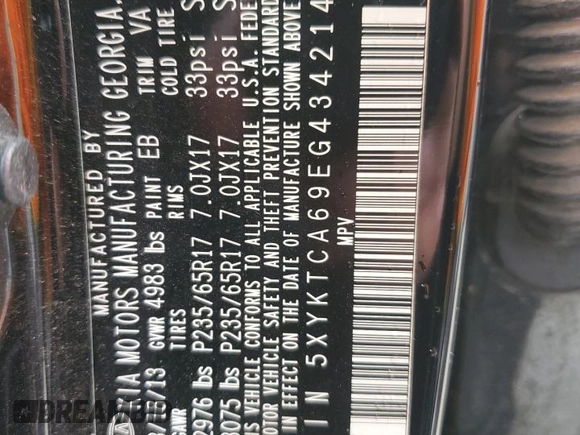 MANUFACTURED BY
KIA MOTORS MANUFACTURING GEORGIA,
/13 GVWR 4983 lbs PAINT EB TRIM VA
GAWR TIRES RIMS COLD TIRE
2976 lbs P235/65R17 7.0JX17 33psi S
3075 lbs P235/65R17 7.0JX17 33psi S
THIS VEHICLE CONFORMS TO ALL APPLICABLE U.S.A. FEDE
MOTOR VEHICLE SAFETY AND THEFT PREVENTION STANDARD
IN EFFECT ON THE DATE OF MANUFACTURE SHOWN ABOVE
VIN 5XYKTCA69EG434214
MPV
DREAMBID